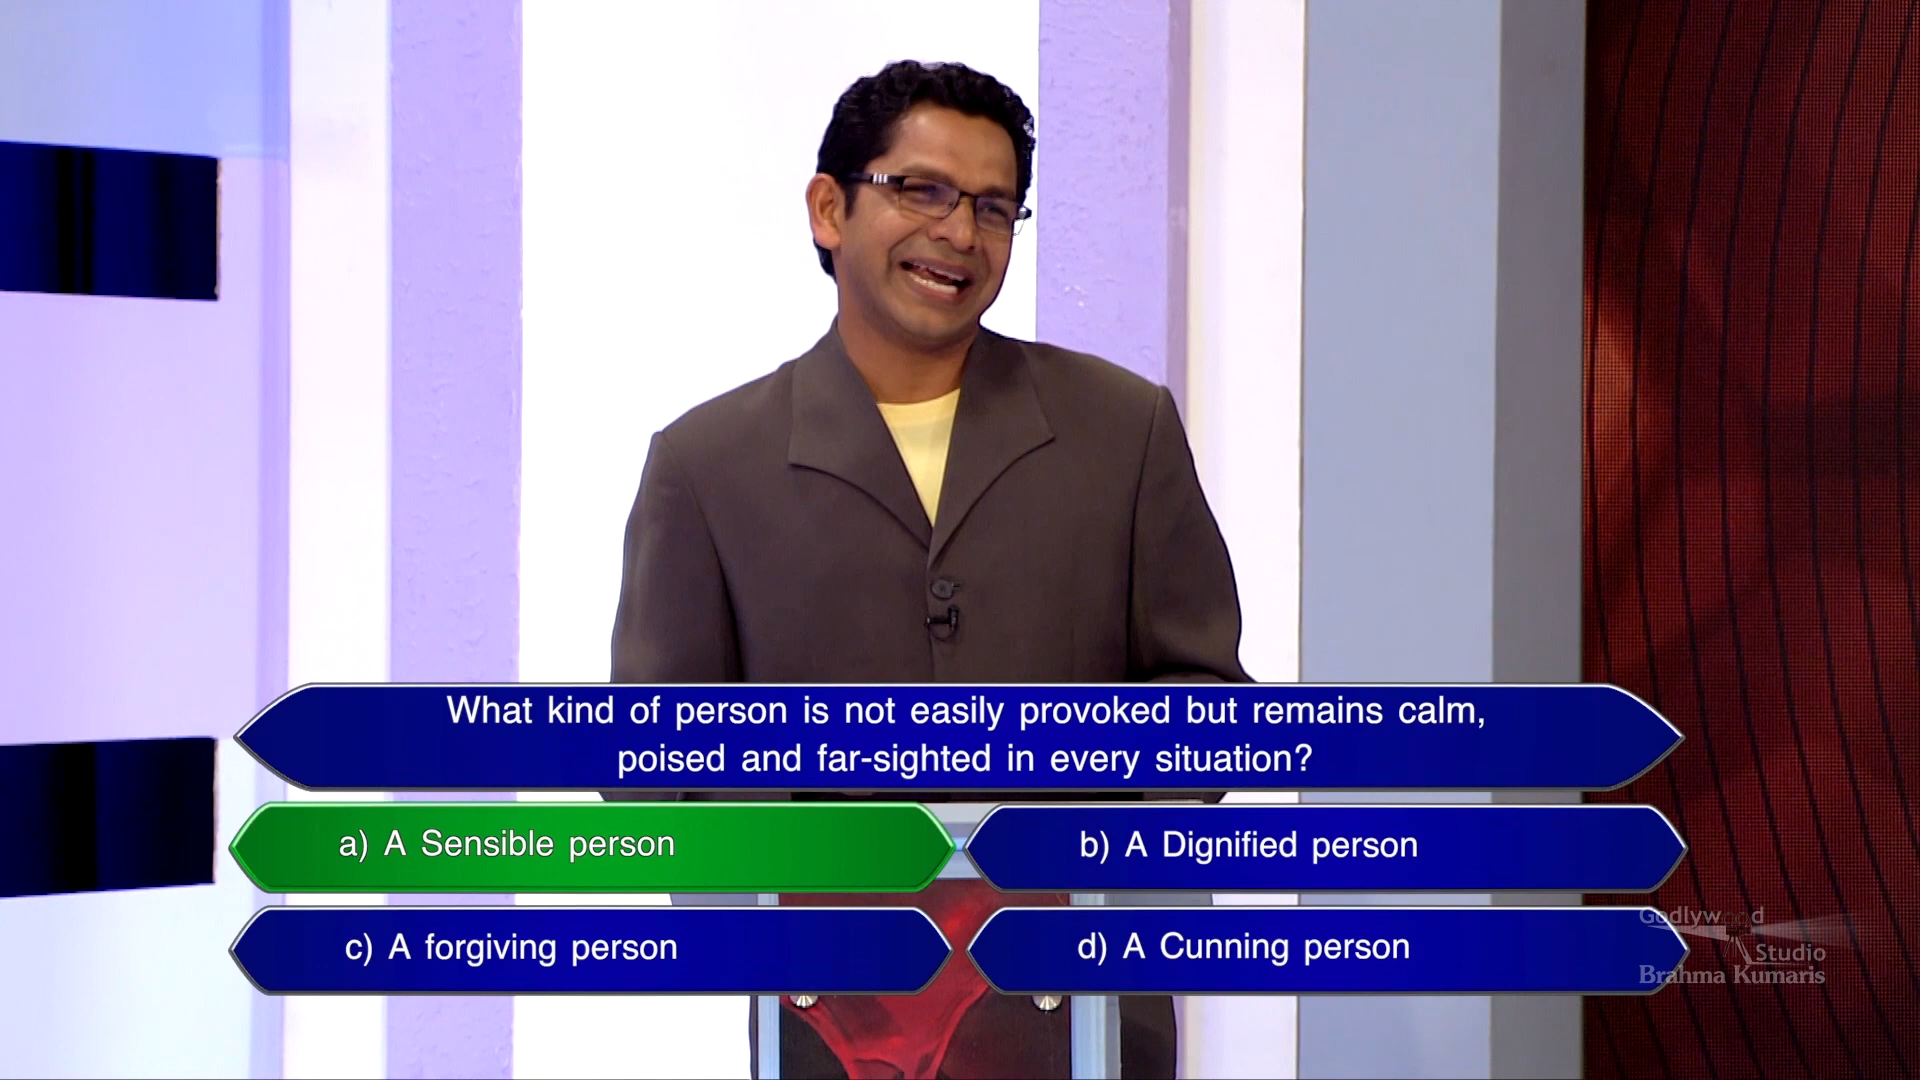 What kind of person is not easily provoked but remains calm,
poised and far-sighted in every situation?
a) A Sensible person
b) A Dignified person
c) A forgiving person
d) A Cunning person
Godlywood
Studio
Brahma Kumaris